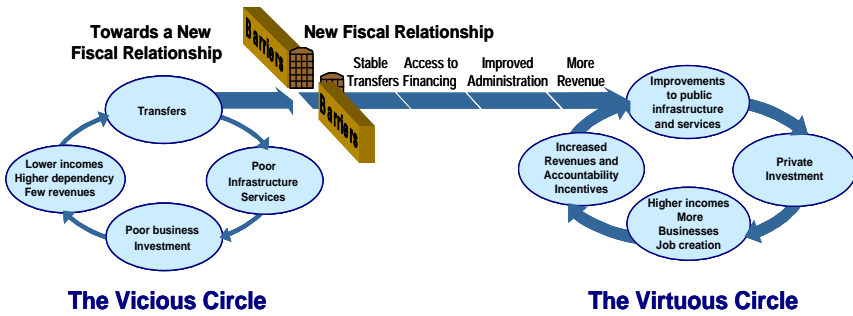 Towards a New
Fiscal Relationship
Barriers
New Fiscal Relationship
Barriers
Stable
Transfers
Access to
Financing
Improved
Administration
More
Revenue
Transfers
Poor
Infrastructure
Services
Poor business
Investment
Lower incomes
Higher dependency
Few revenues
The Vicious Circle
Improvements
to public
infrastructure
and services
Private
Investment
Higher incomes
More
Businesses
Job creation
Increased
Revenues and
Accountability
Incentives
The Virtuous Circle